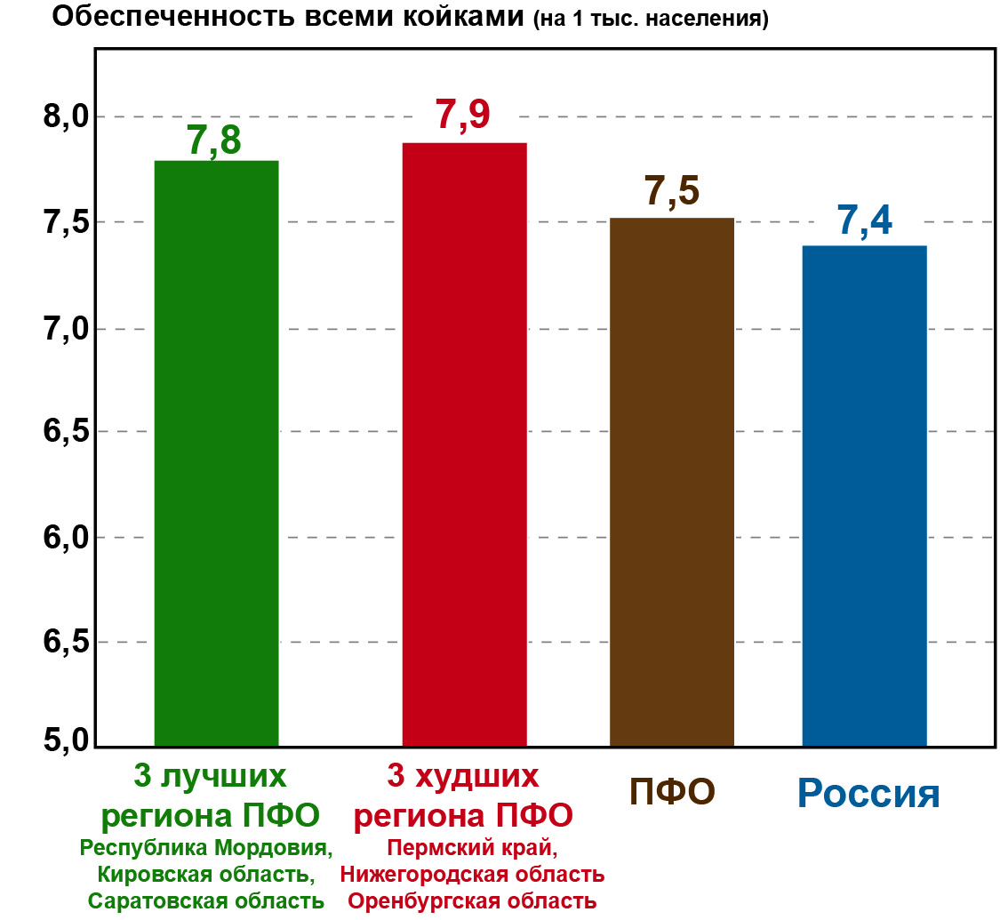 Обеспеченность всеми койками (на 1 тыс. населения)
8,0
7,5
7,0
6,5
6,0
6,5
5,0
7,8
7,9
7,5
7,4
3 лучших
региона ПФО
Республика Мордовия,
Кировская область,
Саратовская область
3 худших
региона ПФО
Пермский край,
Нижегородская область
Оренбургская область
ПФО
Россия